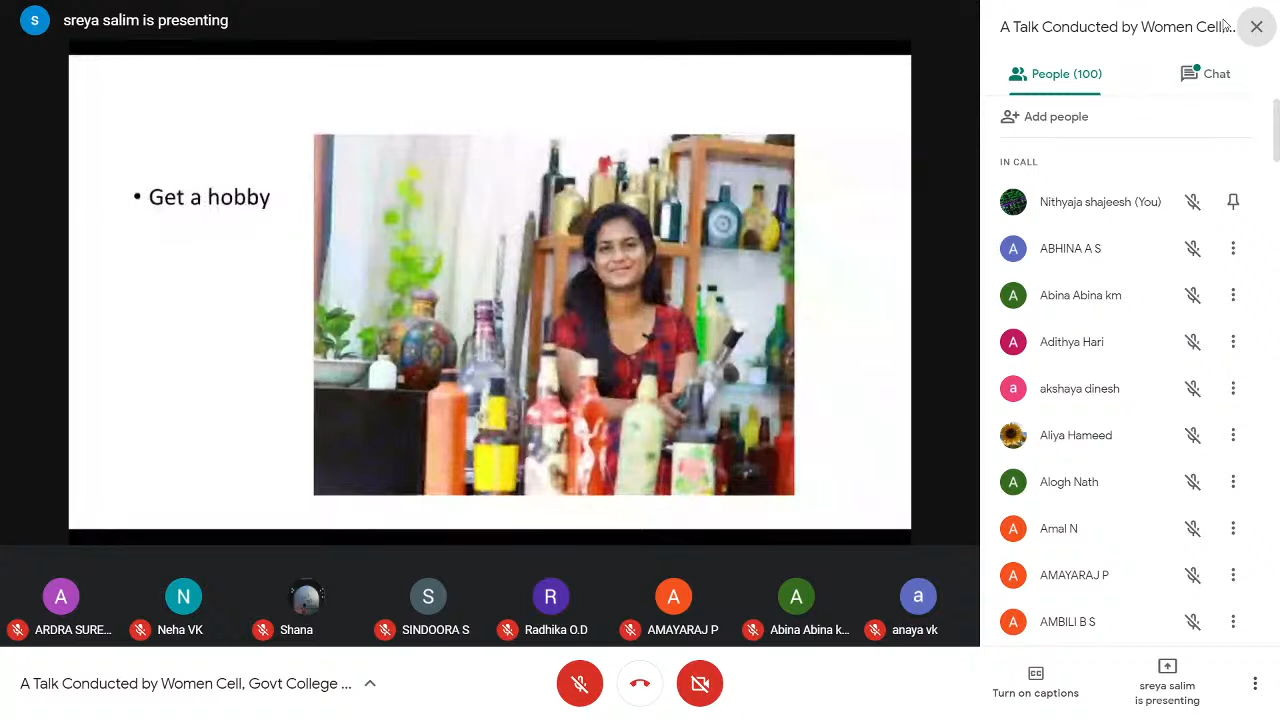 s
sreya salim is presenting
• Get a hobby
A
N
S
R
A
A
a
ARDRA SURE...
Neha VK
Shana
SINDOORA S
Radhika O.D
AMAYARAJ P
Abina Abina k...
anaya vk
A Talk Conducted by Women Cell, Govt College ...
A Talk Conducted by Women Cell,...
People (100)
Chat
Add people
IN CALL
Nithyaja shajeesh (You)
A ABHINA A S
A Abina Abina km
A Adithya Hari
a akshaya dinesh
Aliya Hameed
A Alogh Nath
A Amal N
A AMAYARAJ P
A AMBILI B S
CC
Turn on captions
sreya salim
is presenting